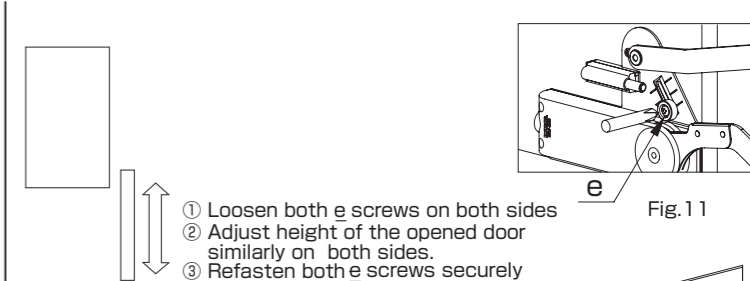 ① Loosen both e screws on both sides
② Adjust height of the opened door
similarly on both sides.
③ Refasten both e screws securely
e
Fig.11